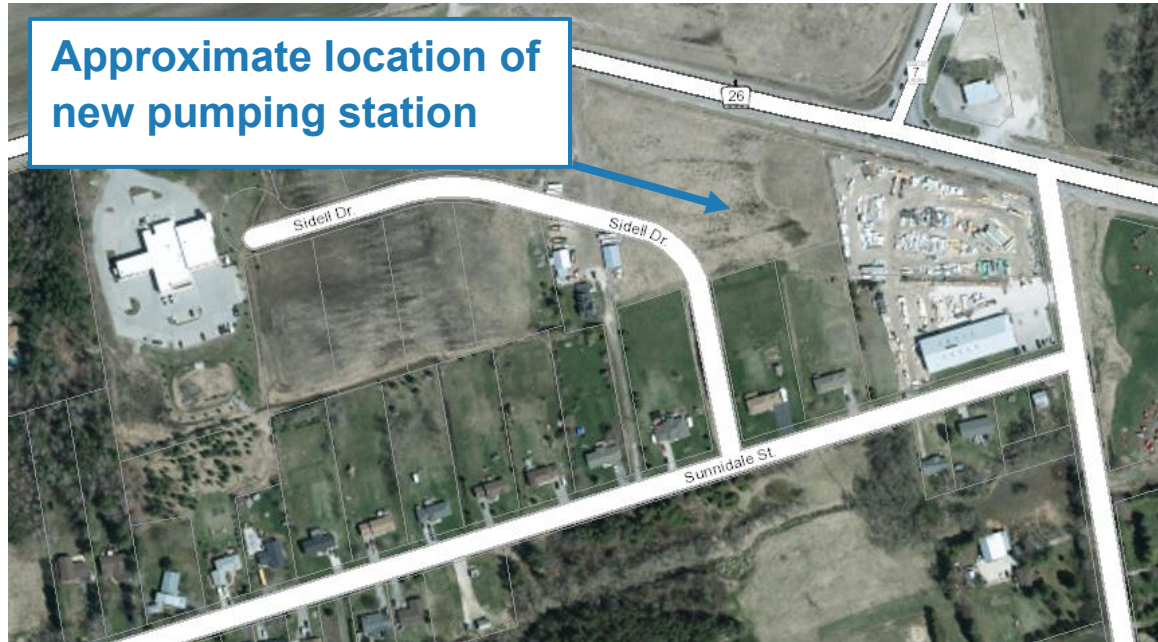 Approximate location of
new pumping station
26
7
Sidell Dr.
Sidell Dr.
Sunnidale St.